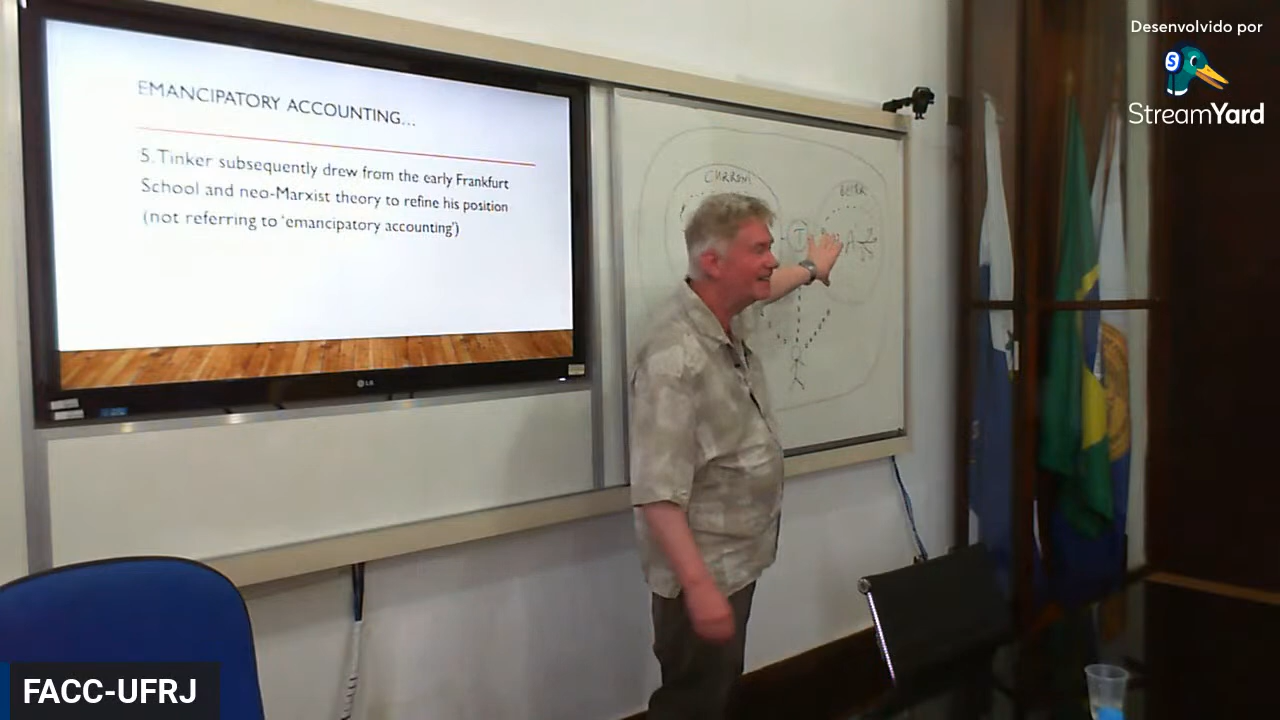 Desenvolvido por
StreamYard
EMANCIPATORY ACCOUNTING...
5. Tinker subsequently drew from the early Frankfurt
School and neo-Marxist theory to refine his position
(not referring to 'emancipatory accounting')
CURRENT
BETTER
T
A
LG
FACC-UFRJ